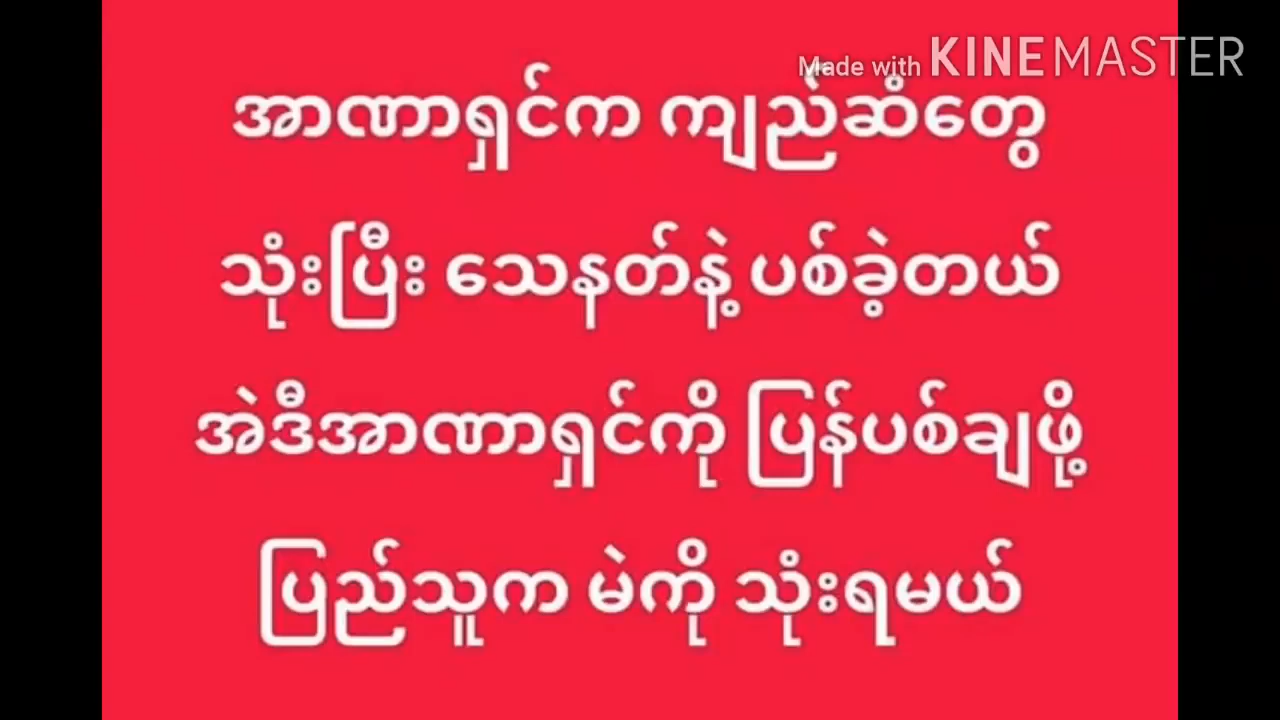 Made with KINEMASTER
အာဏာရှင်က ကျည်ဆံတွေ
သုံးပြီး သေနတ်နဲ့ ပစ်ခဲ့တယ်
အဲဒီအာဏာရှင်ကို ပြန်ပစ်ချဖို့
ပြည်သူက မဲကို သုံးရမယ်